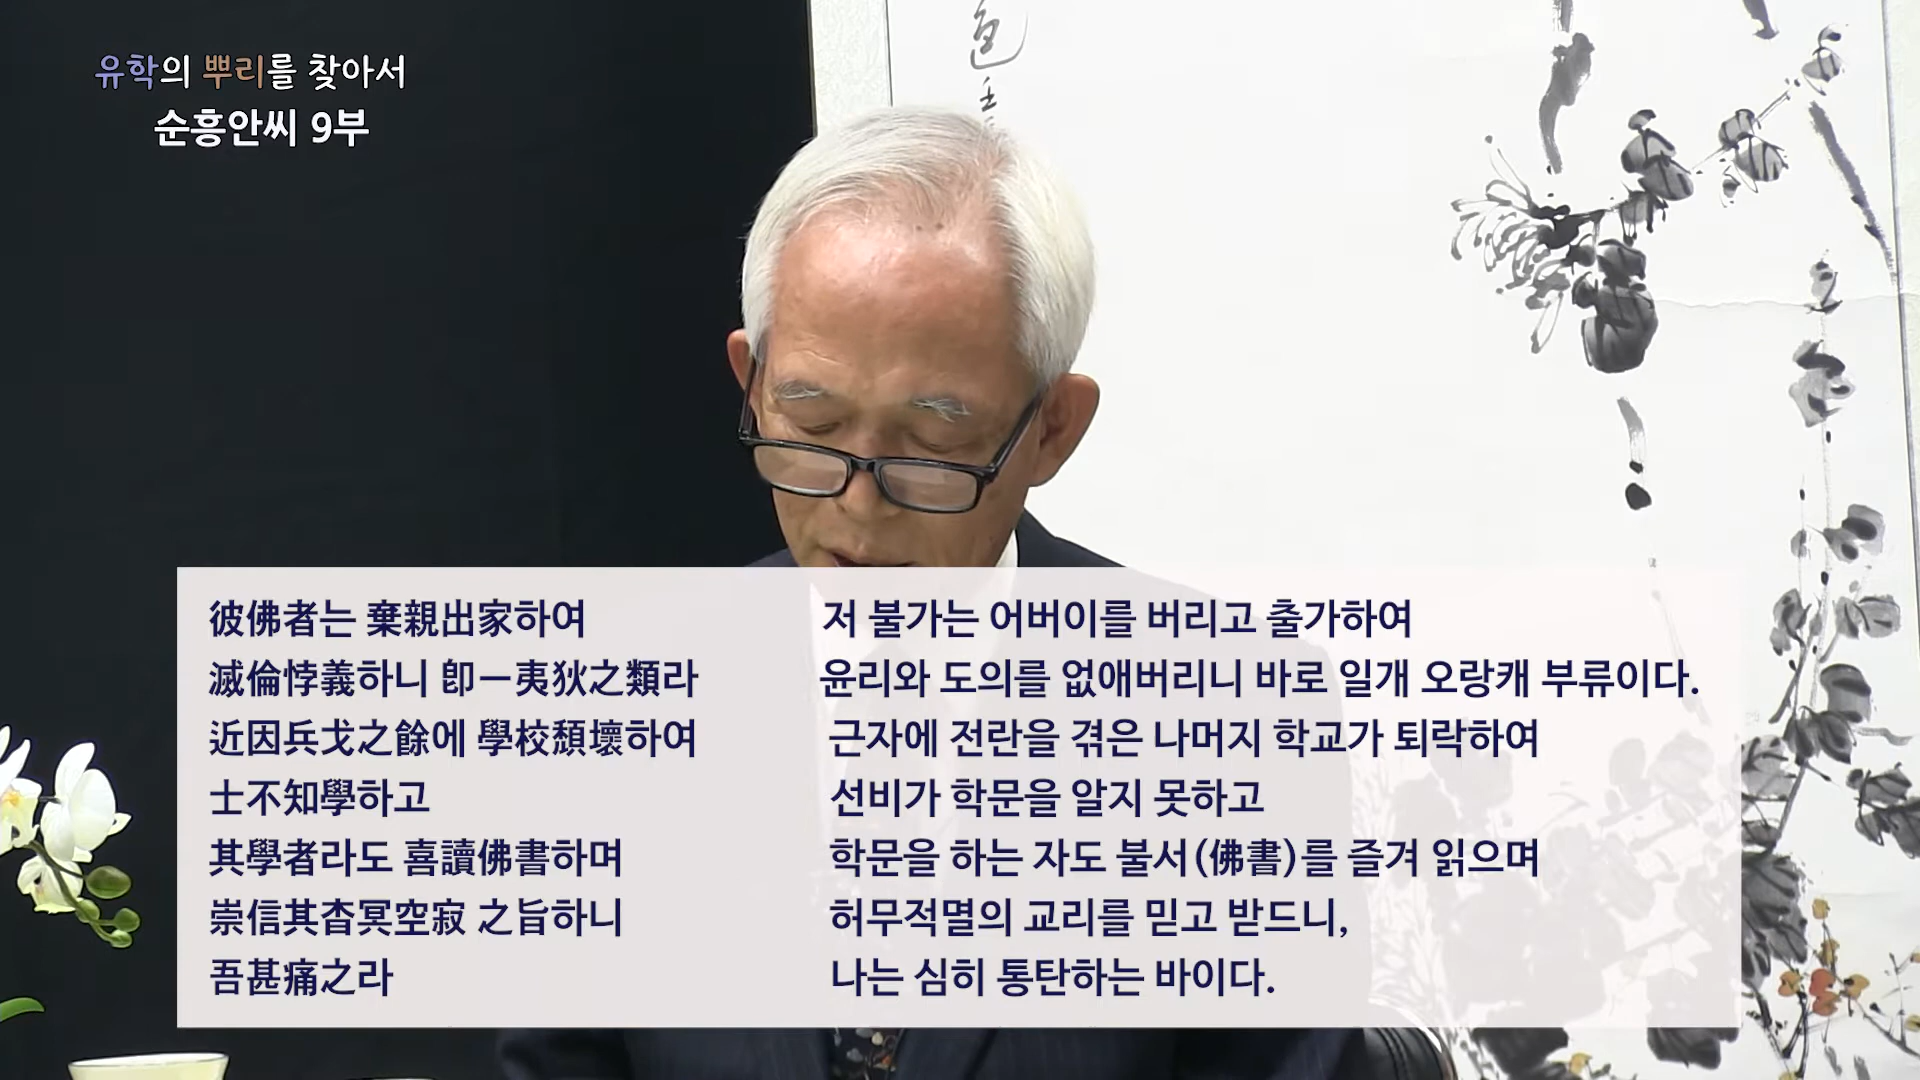 유학의 뿌리를 찾아서
순흥안씨 9부
色
彼佛者는 棄親出家하여 저 불가는 어버이를 버리고 출가하여
滅倫悖義하니 卽一夷狄之類라 윤리와 도의를 없애버리니 바로 일개 오랑캐 부류이다.
近因兵戈之餘에 學校頹壞하여 근자에 전란을 겪은 나머지 학교가 퇴락하여
士不知學하고 선비가 학문을 알지 못하고
其學者라도 喜讀佛書하며 학문을 하는 자도 불서(佛書)를 즐겨 읽으며
崇信其杳冥空寂 之旨하니 허무적멸의 교리를 믿고 받드니,
吾甚痛之라 나는 심히 통탄하는 바이다.